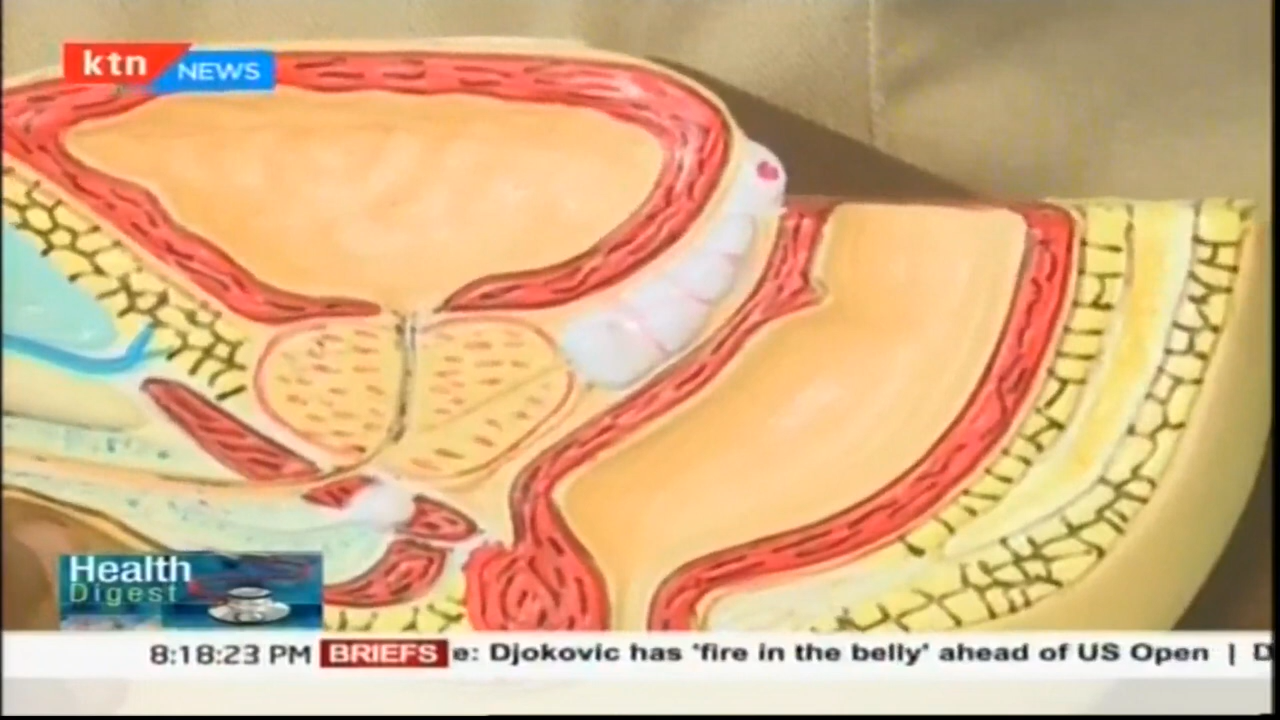 ktn NEWS
Health
Digest
8:18:23 PM BRIEFS e: Djokovic has 'fire in the belly' ahead of US Open | D